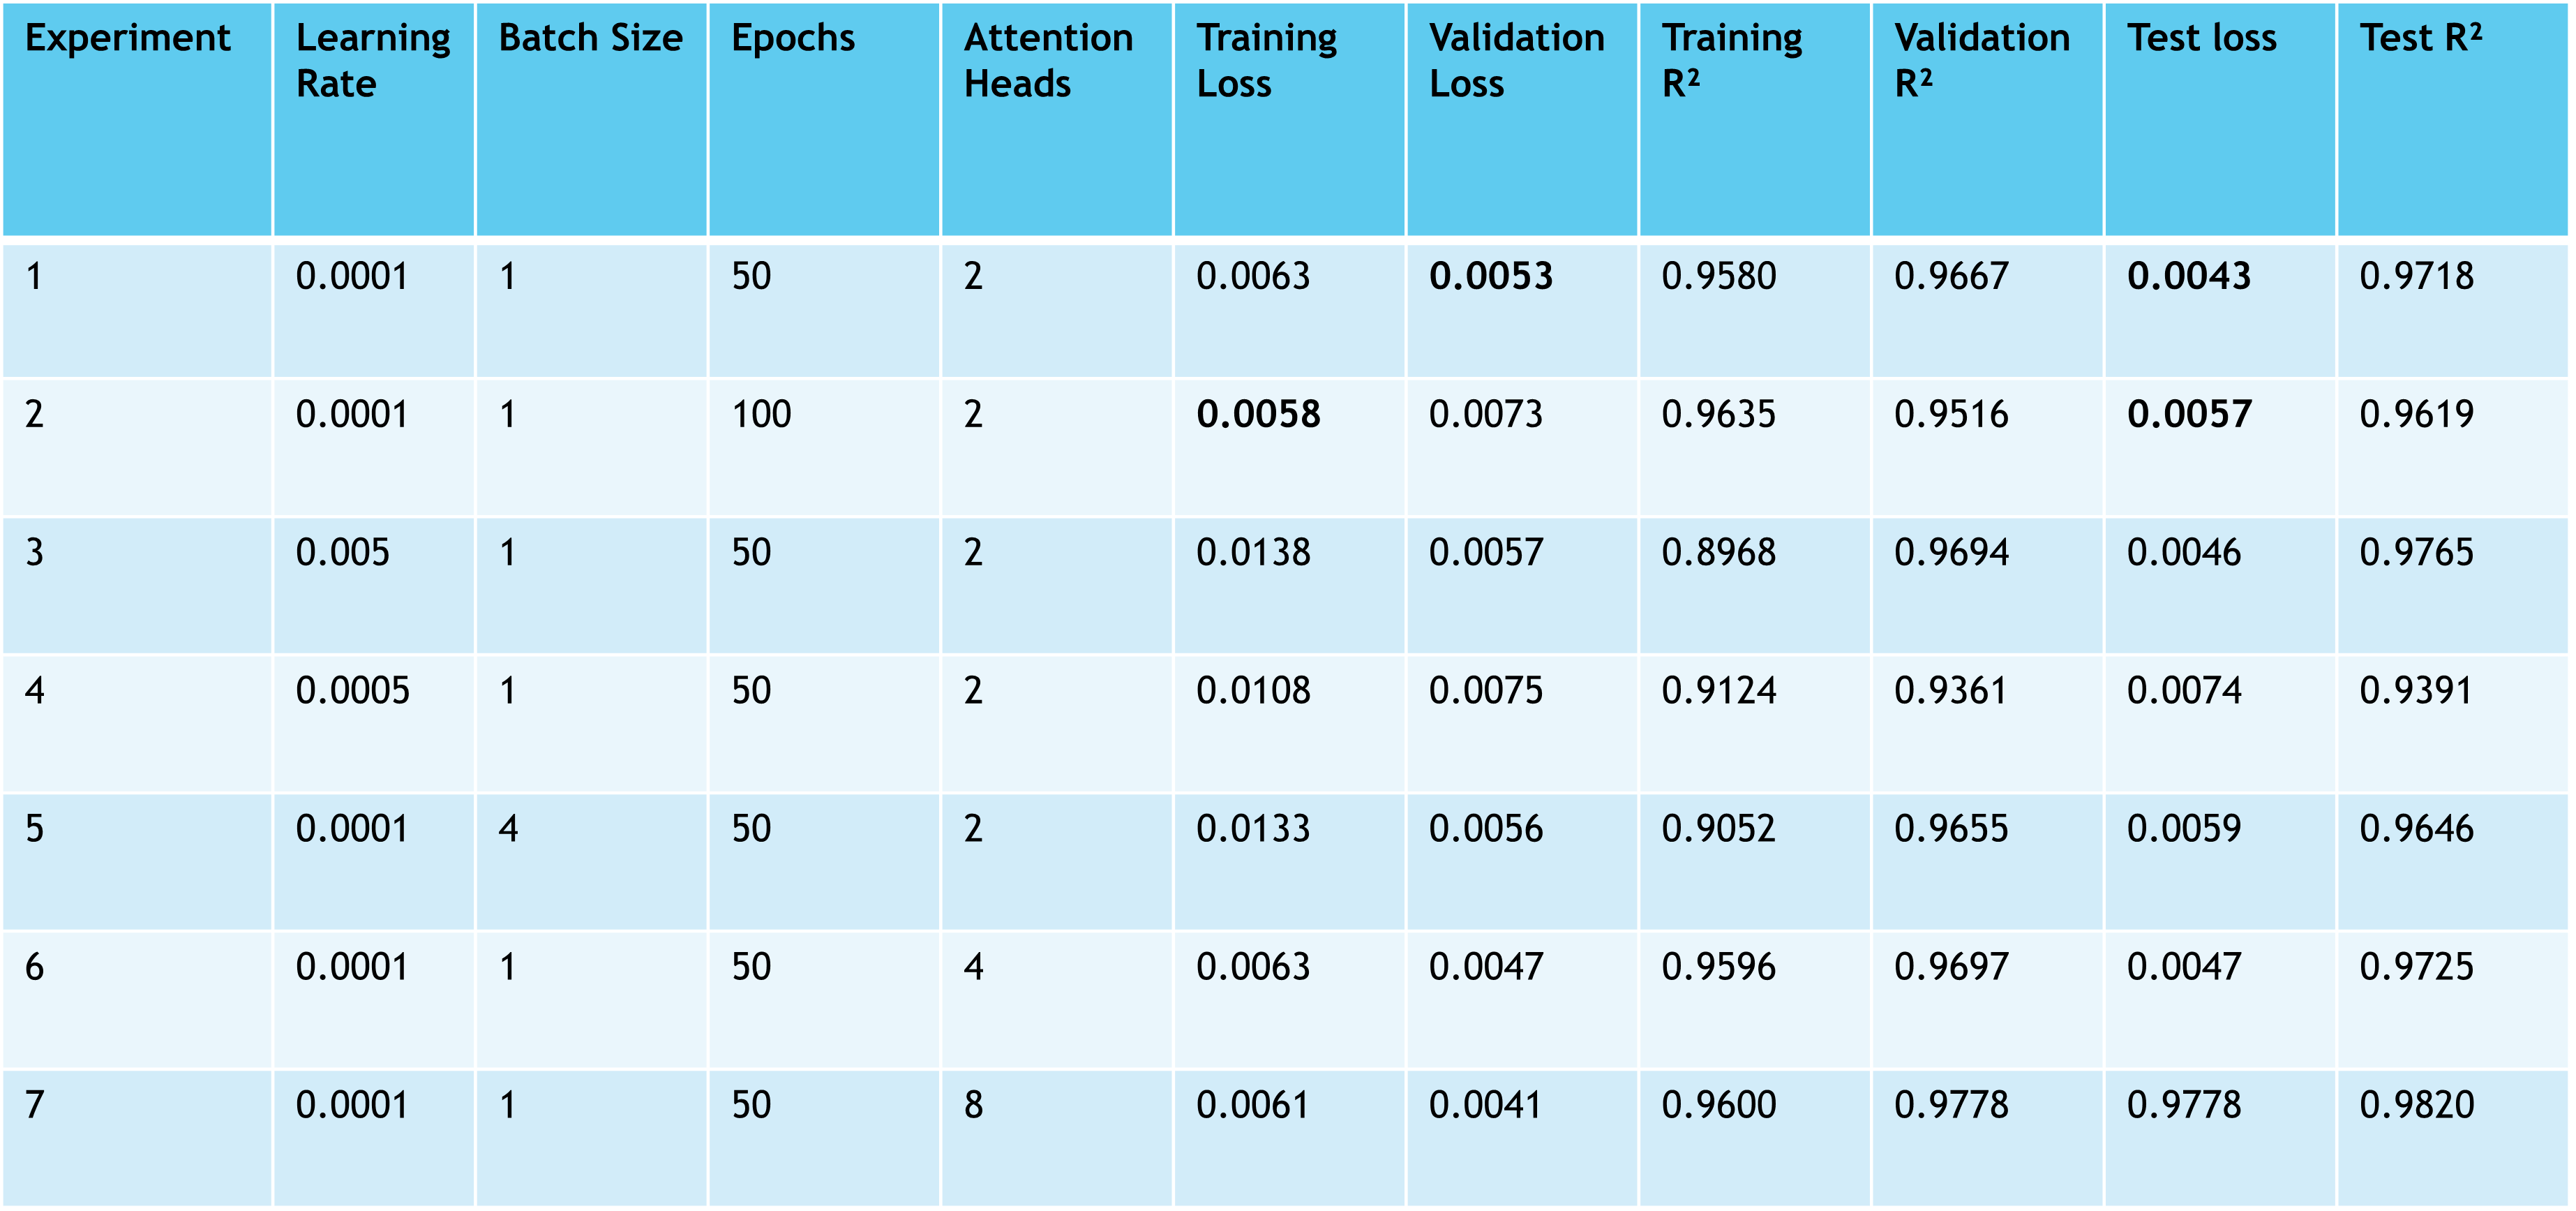 Experiment Learning Rate Batch Size Epochs Attention Heads Training Loss Validation Loss Training R² Validation R² Test loss Test R²
1 0.0001 1 50 2 0.0063 0.0053 0.9580 0.9667 0.0043 0.9718
2 0.0001 1 100 2 0.0058 0.0073 0.9635 0.9516 0.0057 0.9619
3 0.005 1 50 2 0.0138 0.0057 0.8968 0.9694 0.0046 0.9765
4 0.0005 1 50 2 0.0108 0.0075 0.9124 0.9361 0.0074 0.9391
5 0.0001 4 50 2 0.0133 0.0056 0.9052 0.9655 0.0059 0.9646
6 0.0001 1 50 4 0.0063 0.0047 0.9596 0.9697 0.0047 0.9725
7 0.0001 1 50 8 0.0061 0.0041 0.9600 0.9778 0.9778 0.9820